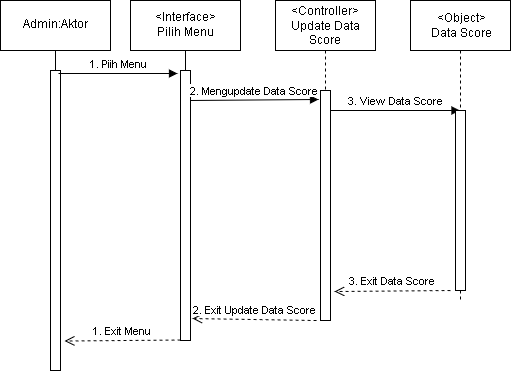 Admin:Aktor
<Interface>
Pilih Menu
<Controller>
Update Data
Score
<Object>
Data Score
1. Piih Menu
2. Mengupdate Data Score
3. View Data Score
3. Exit Data Score
2. Exit Update Data Score
1. Exit Menu